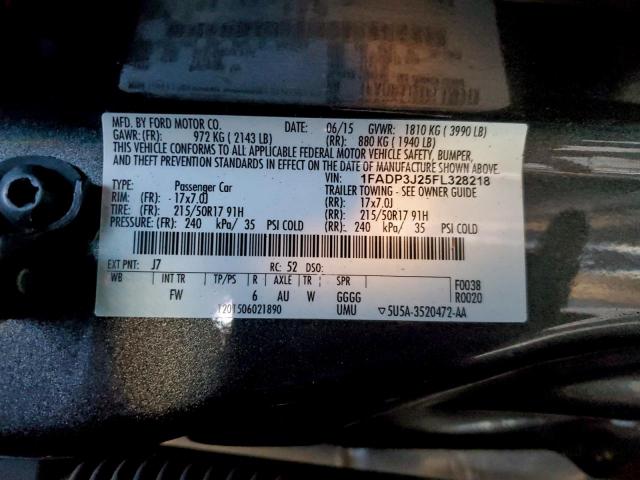 MFD. BY FORD MOTOR CO.
DATE: 06/15 GVWR: 1810 KG ( 3990 LB)
GAWR: (FR): 972 KG ( 2143 LB) (RR): 880 KG ( 1940 LB)
THIS VEHICLE CONFORMS TO ALL APPLICABLE FEDERAL MOTOR VEHICLE SAFETY, BUMPER,
AND THEFT PREVENTION STANDARDS IN EFFECT ON THE DATE OF MANUFACTURE SHOWN ABOVE.
VIN: 1FADP3J25FL328218
TYPE: Passenger Car TRAILER TOWING - SEE OWNER GUIDE
RIM: (FR): 17x7.0J (RR): 17x7.0J
TIRE: (FR): 215/50R17 91H (RR): 215/50R17 91H
PRESSURE: (FR): 240 kPa/ 35 PSI COLD (RR): 240 kPa/ 35 PSI COLD
EXT PNT: J7 RC: 52 DSO:
WB INT TR TP/PS R AXLE TR SPR F0038
FW 6 AU W GGGG R0020
T201506021890 UMU ▽5U5A-3520472-AA